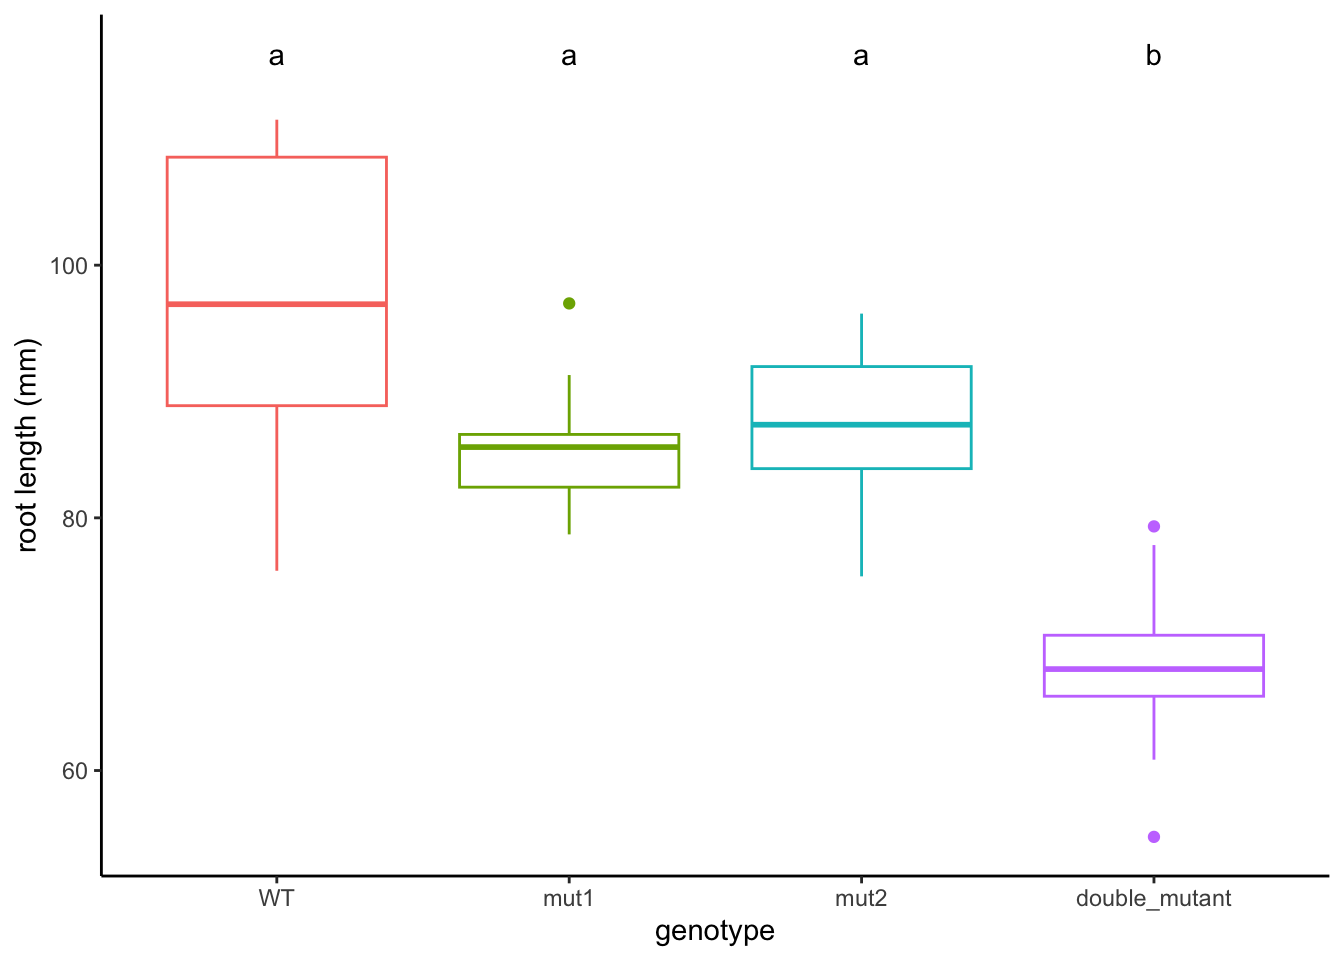 a a a b
100
80
60
root length (mm)
WT mut1 mut2 double_mutant
genotype